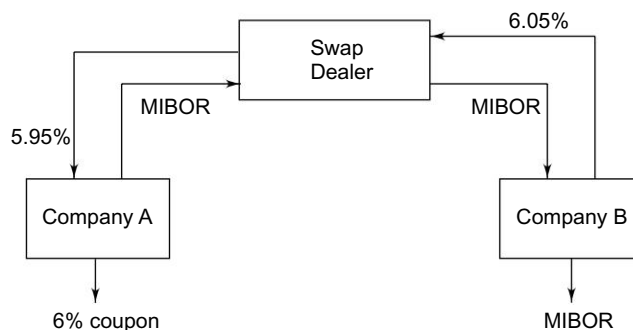 6.05%
Swap
Dealer
MIBOR
MIBOR
5.95%
Company A
Company B
6% coupon
MIBOR